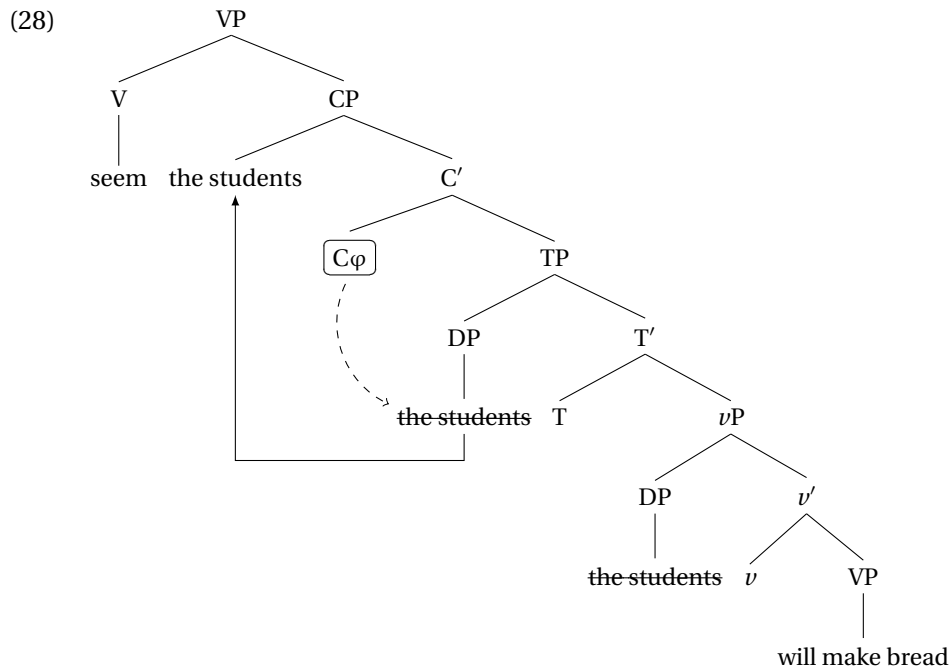 (28) VP
V CP
seem the students C′
Cφ TP
DP T′
the students T vP
DP v′
the students v VP
will make bread